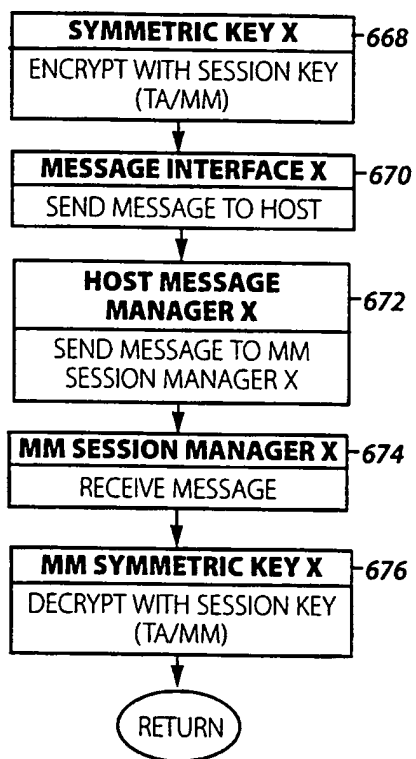 SYMMETRIC KEY X
668
ENCRYPT WITH SESSION KEY
(TA/MM)
MESSAGE INTERFACE X
670
SEND MESSAGE TO HOST
HOST MESSAGE
MANAGER X
672
SEND MESSAGE TO MM
SESSION MANAGER X
MM SESSION MANAGER X
674
RECEIVE MESSAGE
MM SYMMETRIC KEY X
676
DECRYPT WITH SESSION KEY
(TA/MM)
RETURN